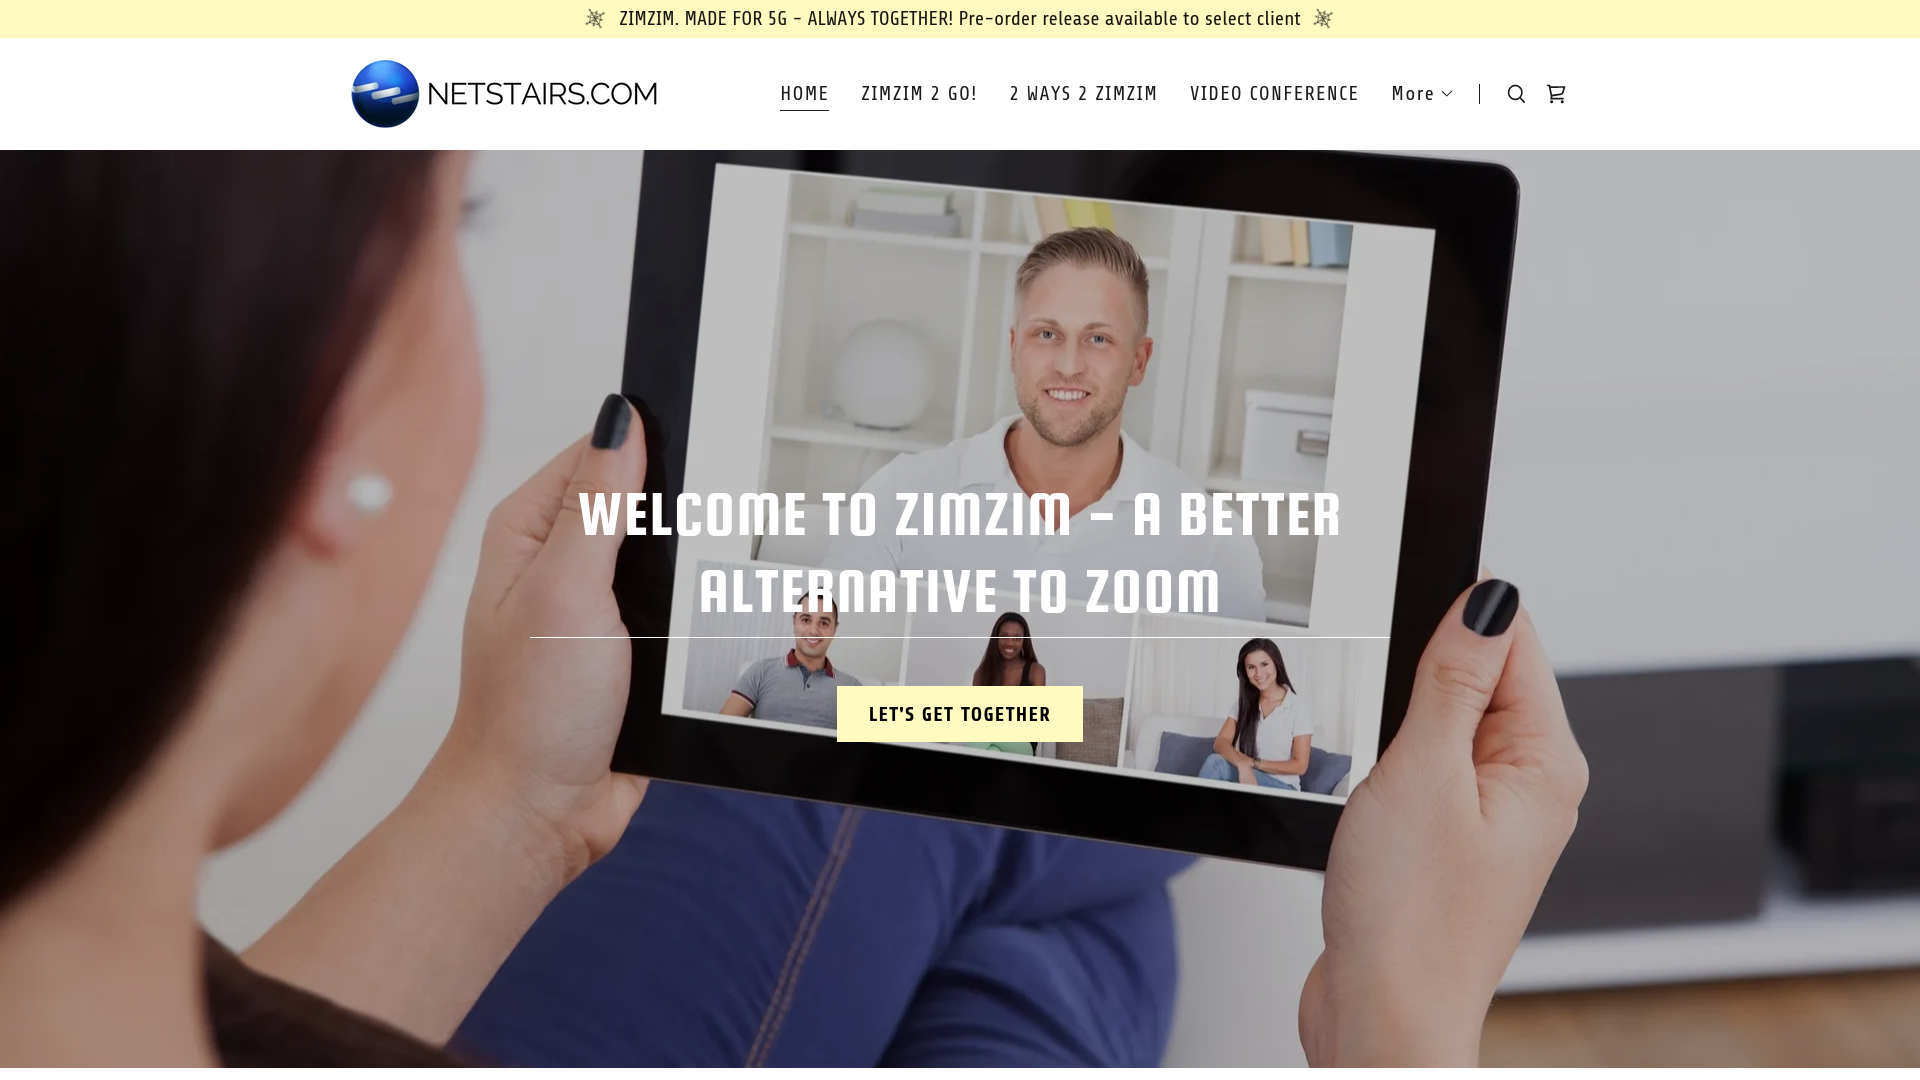 ZIMZIM. MADE FOR 5G - ALWAYS TOGETHER! Pre-order release available to select client
NETSTAIRS.COM
HOME
ZIMZIM 2 GO!
2 WAYS 2 ZIMZIM
VIDEO CONFERENCE
More
WELCOME TO ZIMZIM - A BETTER
ALTERNATIVE TO ZOOM
LET'S GET TOGETHER